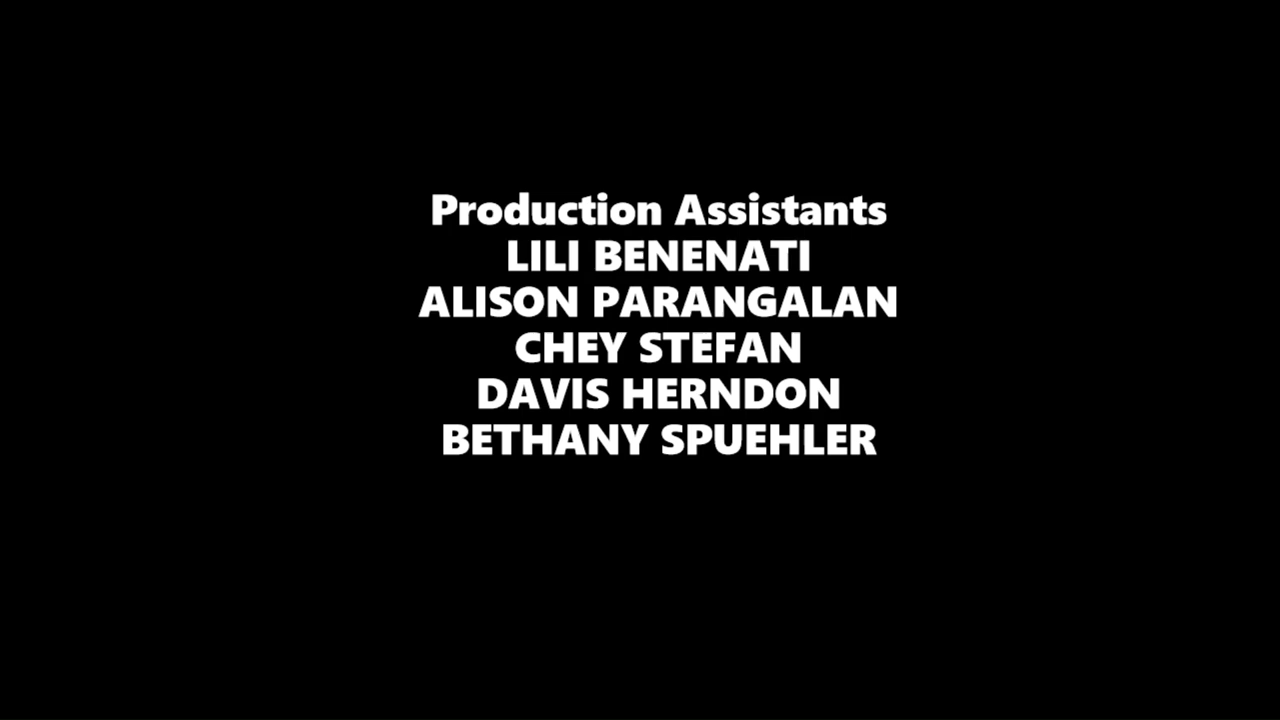 Production Assistants
LILI BENENATI
ALISON PARANGALAN
CHEY STEFAN
DAVIS HERNDON
BETHANY SPUEHLER